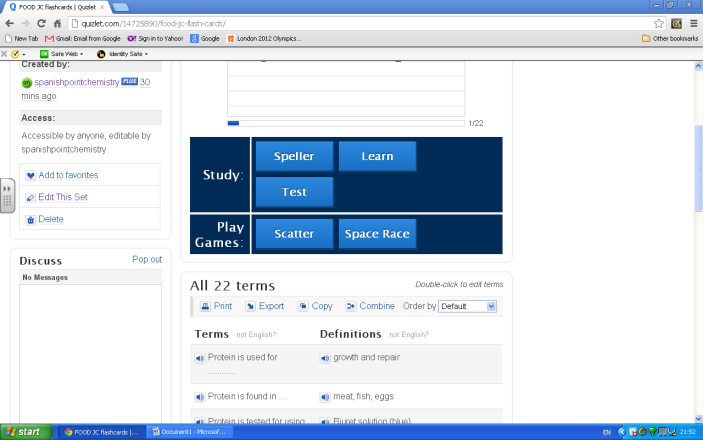 FOOD JC flashcards | Quizlet
quizlet.com/14725890/food-jc-flash-cards/
New Tab Gmail: Email from Google Sign in to Yahoo! Google London 2012 Olympics... Other bookmarks
Safe Web Identity Safe
Created by:
spanishpointchemistry PLUS 30
mins ago
Access:
Accessible by anyone, editable by
spanishpointchemistry
Add to favorites
Edit This Set
Delete
Discuss Pop out
No Messages
1/22
Study:
Speller Learn
Test
Play
Games:
Scatter Space Race
All 22 terms Double-click to edit terms
Print Export Copy Combine Order by Default
Terms not English? Definitions not English?
Protein is used for growth and repair
..............
Protein is found in .... meat, fish, eggs
Protein is tested for using Biuret solution (blue)
start FOOD JC flashcards |... Document1 - Microsof... EN 21:52